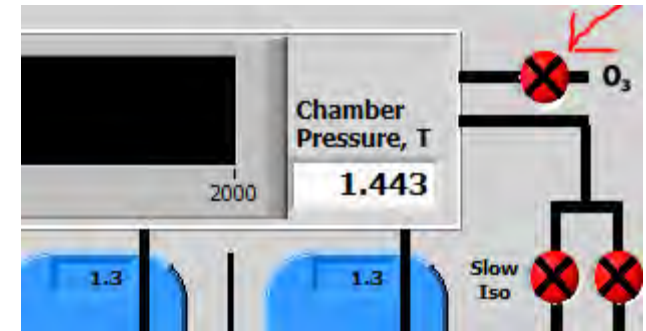 O₃
Chamber
Pressure, T
1.443
2000
1.3
1.3
Slow
Iso